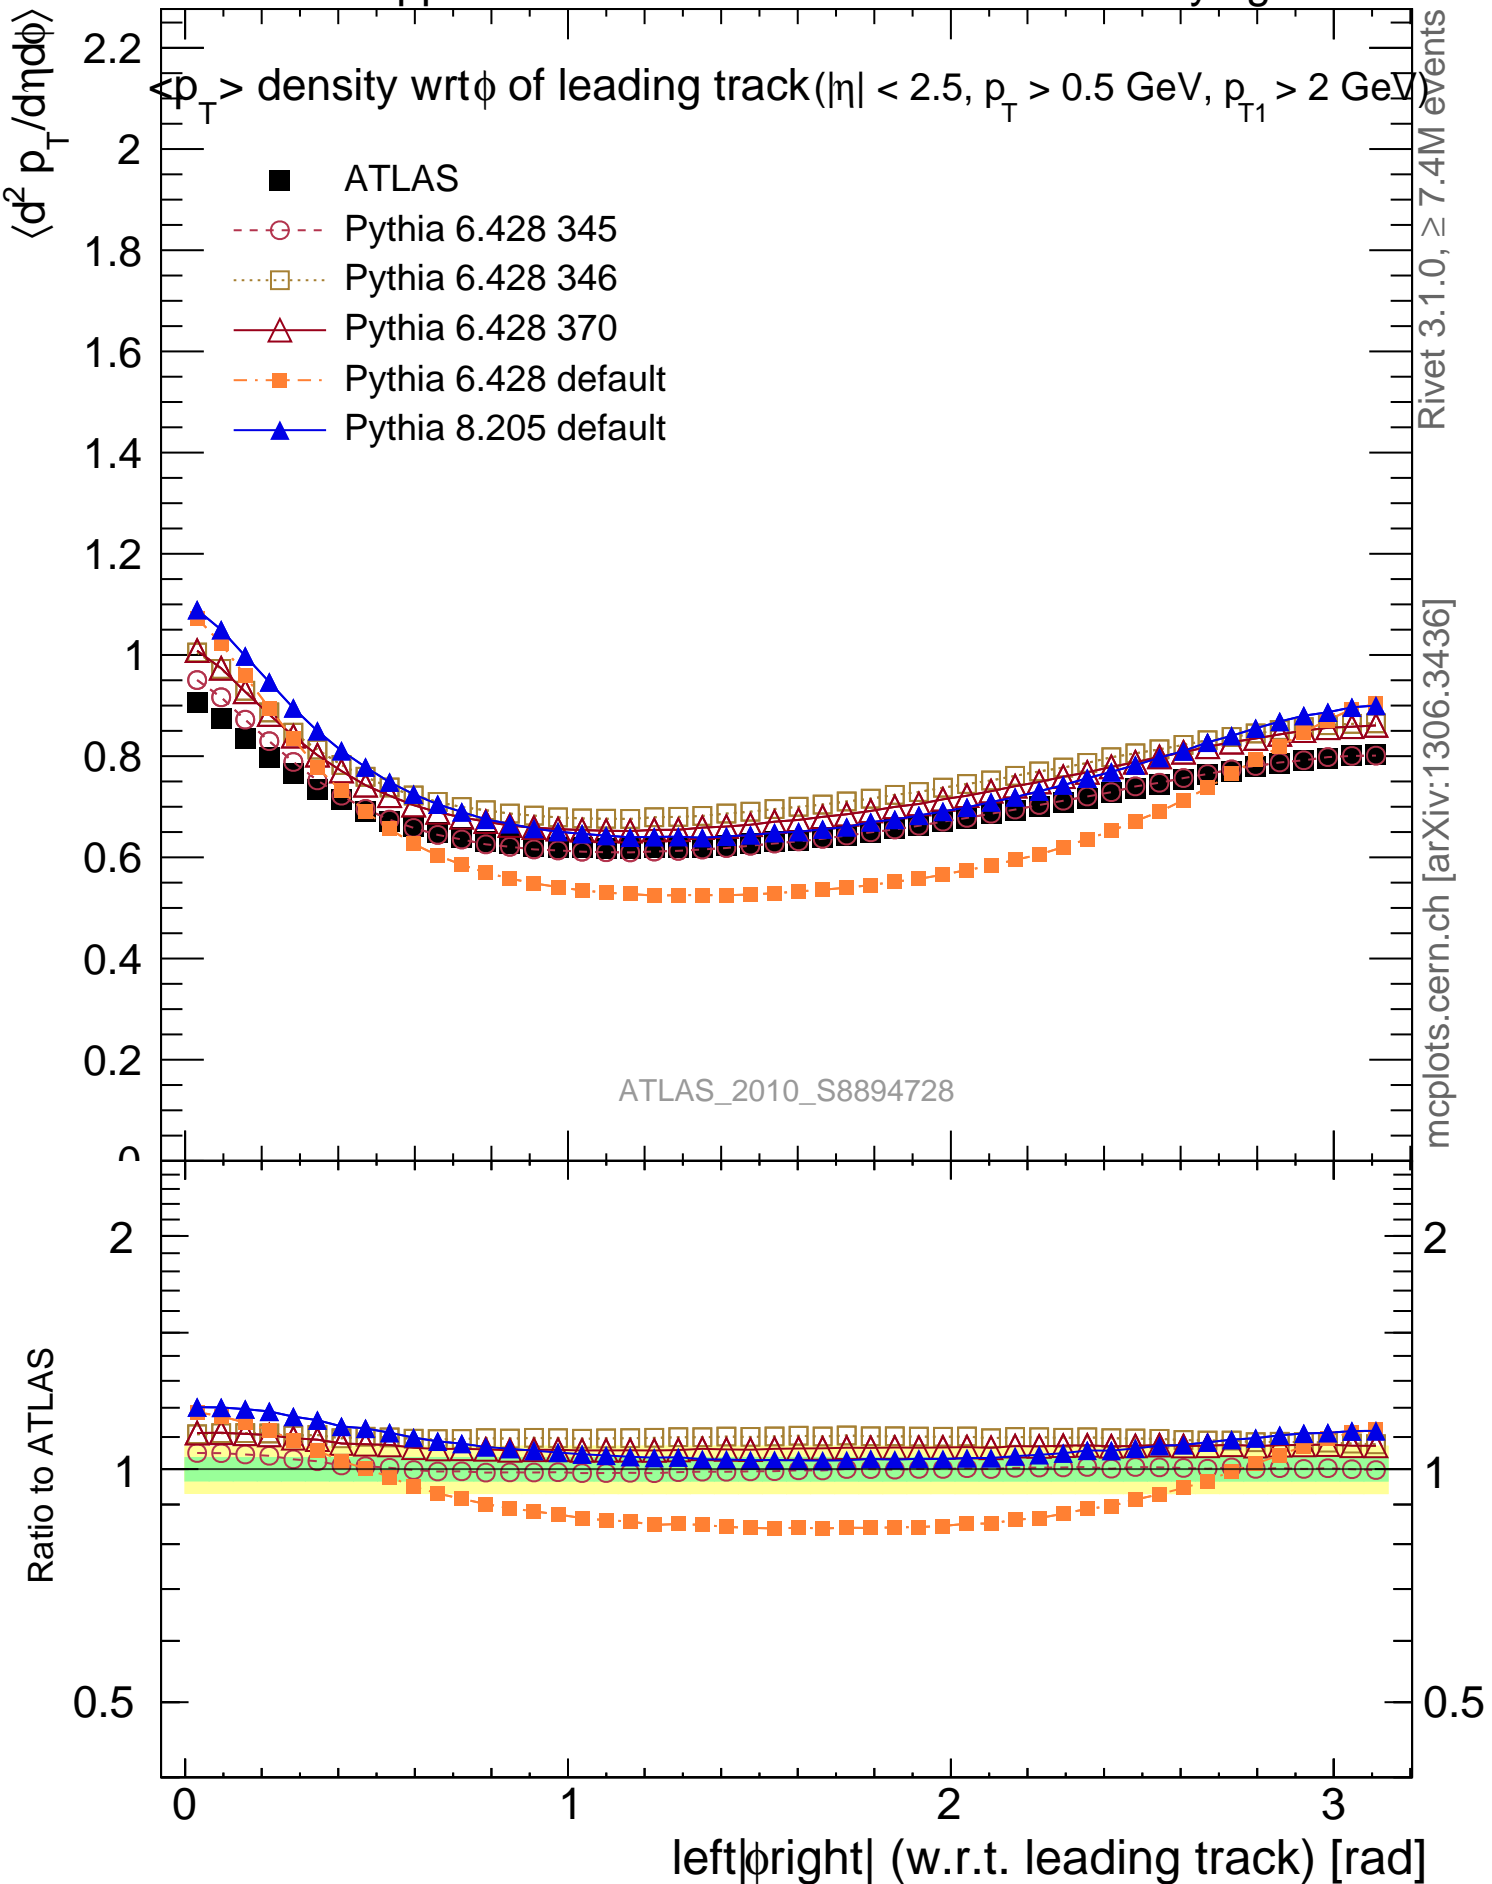 ⟨d² p_T/dηdϕ⟩
<p_T> density wrtϕ of leading track(|η| < 2.5, p_T > 0.5 GeV, p_T1 > 2 GeV)
ATLAS
Pythia 6.428 345
Pythia 6.428 346
Pythia 6.428 370
Pythia 6.428 default
Pythia 8.205 default
2.2
2
1.8
1.6
1.4
1.2
1
0.8
0.6
0.4
0.2
0
ATLAS_2010_S8894728
Rivet 3.1.0, ≥ 7.4M events
mcplots.cern.ch [arXiv:1306.3436]
Ratio to ATLAS
2
1
0.5
2
1
0.5
0
1
2
3
left|ϕright| (w.r.t. leading track) [rad]